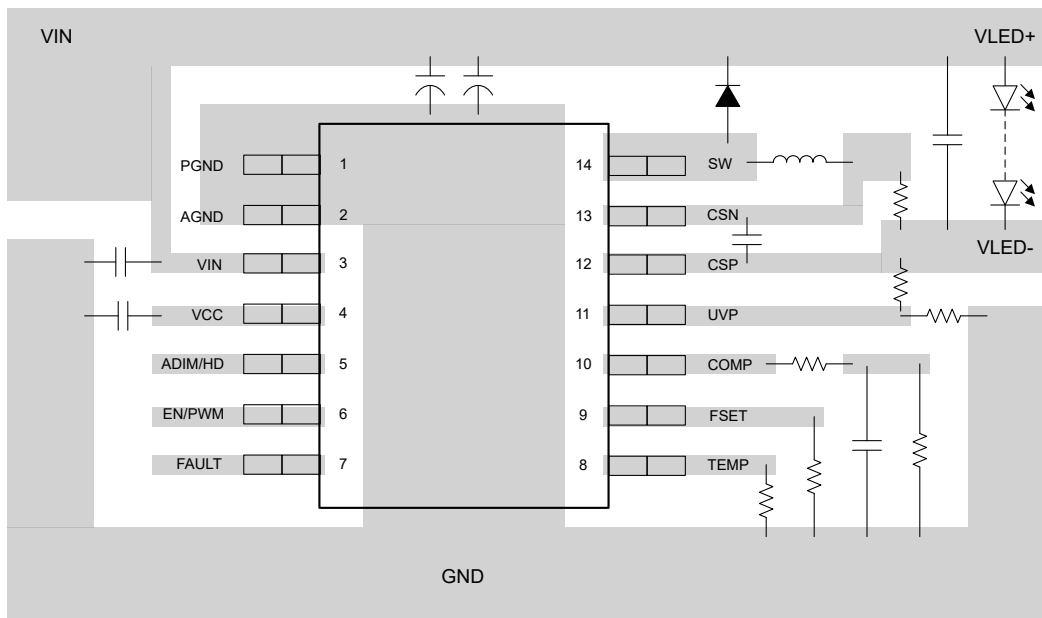 VIN
VLED+
PGND 1
14 SW
AGND 2
13 CSN
VLED-
VIN 3
12 CSP
VCC 4
11 UVP
ADIM/HD 5
10 COMP
EN/PWM 6
9 FSET
FAULT 7
8 TEMP
GND